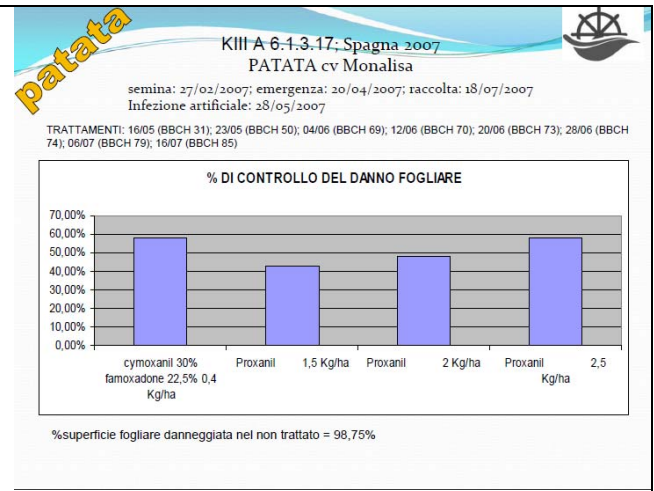 patata
KIII A 6.1.3.17; Spagna 2007
PATATA cv Monalisa
semina: 27/02/2007; emergenza: 20/04/2007; raccolta: 18/07/2007
Infezione artificiale: 28/05/2007
TRATTAMENTI: 16/05 (BBCH 31); 23/05 (BBCH 50); 04/06 (BBCH 69); 12/06 (BBCH 70); 20/06 (BBCH 73); 28/06 (BBCH
74); 06/07 (BBCH 79); 16/07 (BBCH 85)
% DI CONTROLLO DEL DANNO FOGLIARE
70,00%
60,00%
50,00%
40,00%
30,00%
20,00%
10,00%
0,00%
cymoxanil 30%
famoxadone 22,5% 0,4
Kg/ha
Proxanil 1,5 Kg/ha
Proxanil 2 Kg/ha
Proxanil 2,5
Kg/ha
%superficie fogliare danneggiata nel non trattato = 98,75%